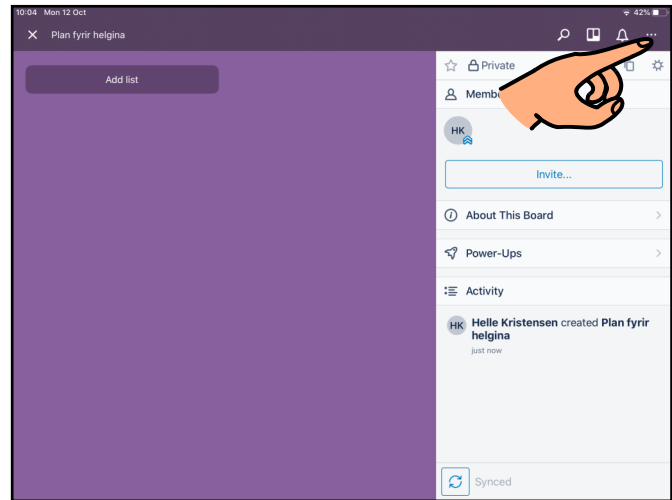 10:04 Mon 12 Oct
42%
Plan fyrir helgina
Add list
Private
Memb
HK
Invite...
About This Board
Power-Ups
Activity
HK
Helle Kristensen created Plan fyrir
helgina
just now
Synced